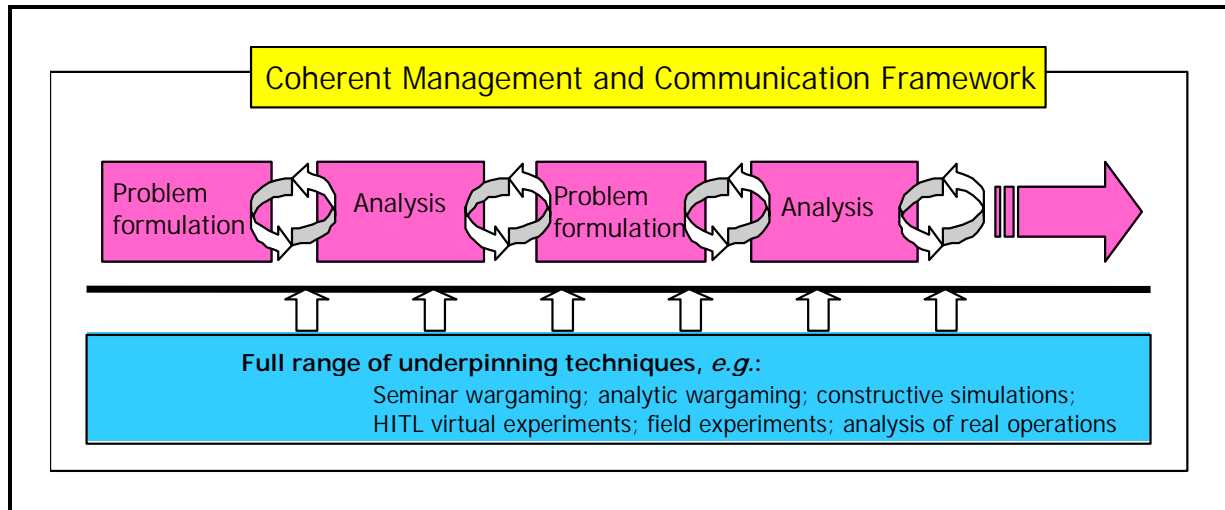 Coherent Management and Communication Framework
Problem
formulation
Analysis
Problem
formulation
Analysis
Full range of underpinning techniques, e.g.:
Seminar wargaming; analytic wargaming; constructive simulations;
HITL virtual experiments; field experiments; analysis of real operations